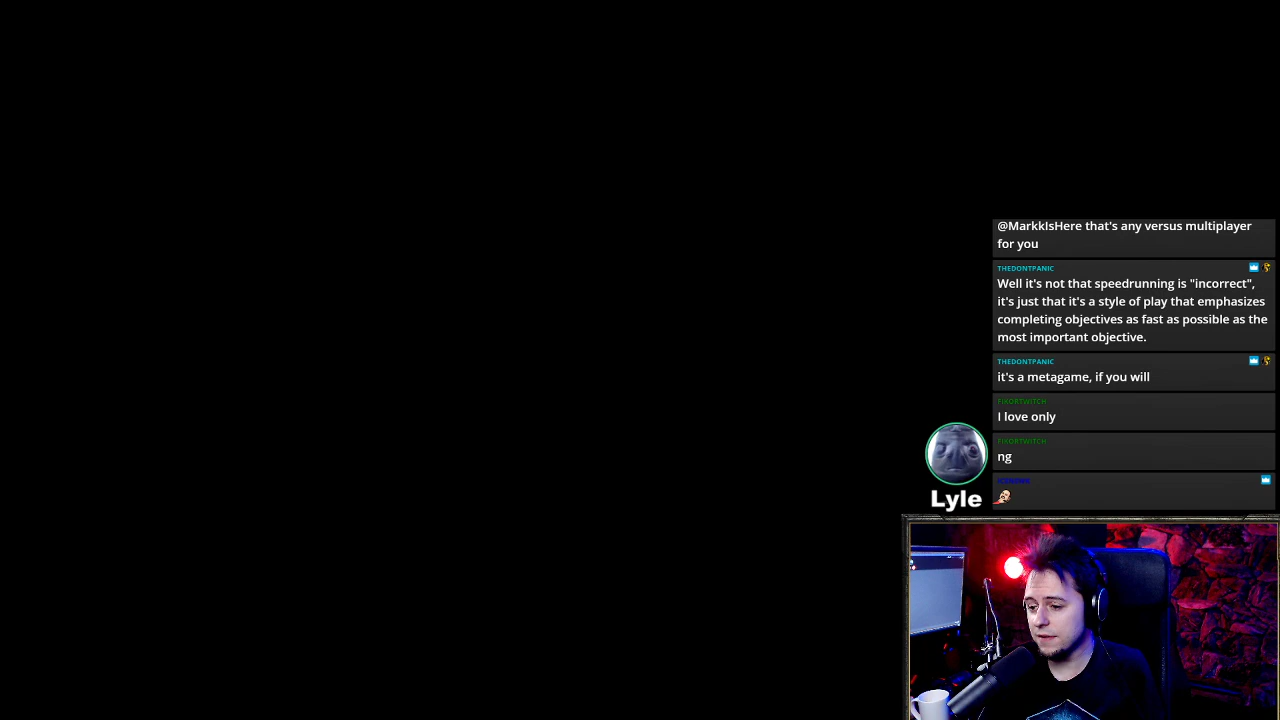 @MarkkIsHere that's any versus multiplayer
for you
THEDONTPANIC
Well it's not that speedrunning is "incorrect",
it's just that it's a style of play that emphasizes
completing objectives as fast as possible as the
most important objective.
THEDONTPANIC
it's a metagame, if you will
FIKORTWITCH
I love only
FIKORTWITCH
ng
Lyle